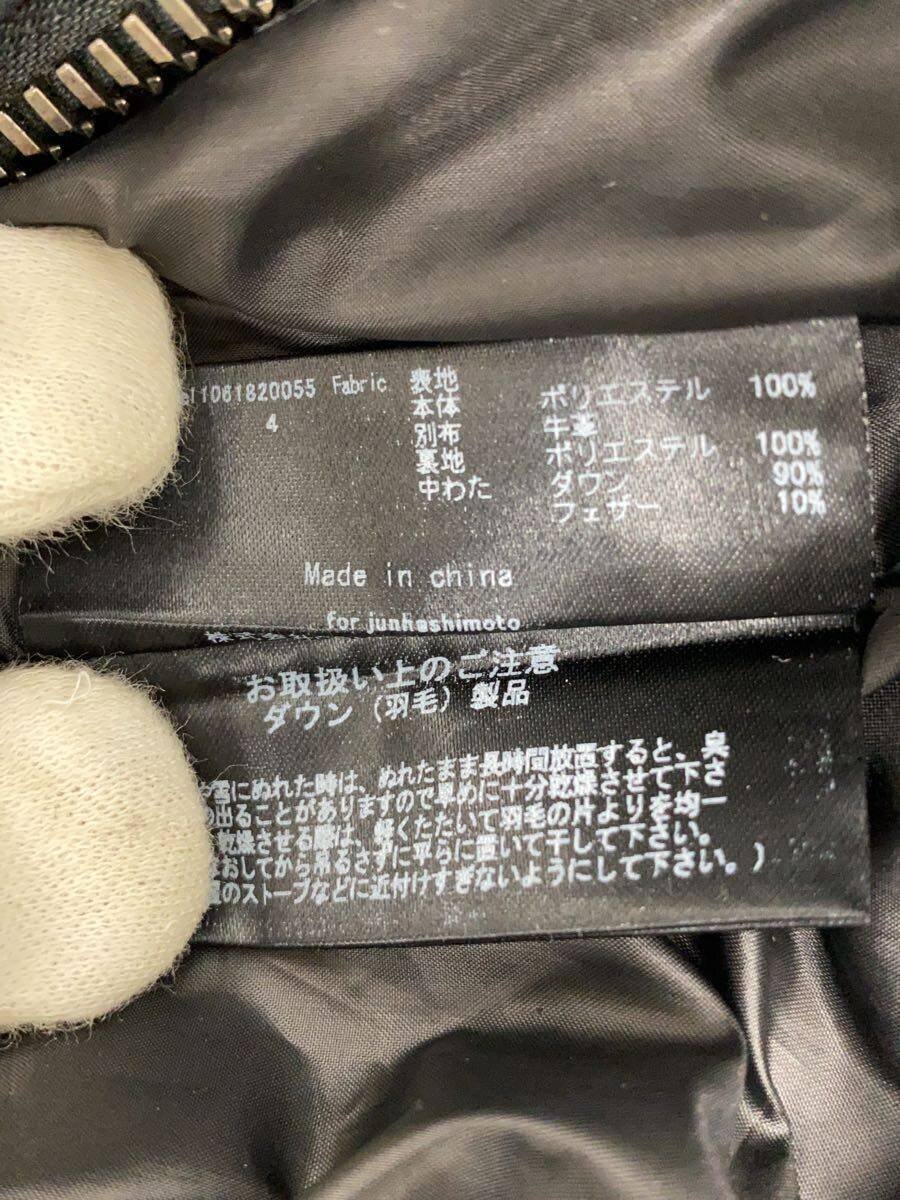 e11061820055 Fabric
4
表地
本体 ポリエステル 100%
別布 牛革
裏地 ポリエステル 100%
中わた ダウン 90%
フェザー 10%
Made in china
for junhashimoto
株式会社
お取扱い上のご注意
ダウン(羽毛)製品
雪にぬれた時は、ぬれたまま長時間放置すると、臭
出ることがありますので早めに十分乾燥させて下さ
乾燥させる際は、軽くたたいて羽毛の片よりを均一
おしてから吊るさずに平らに置いて干して下さい。
のストーブなどに近付けすぎないようにして下さい。)